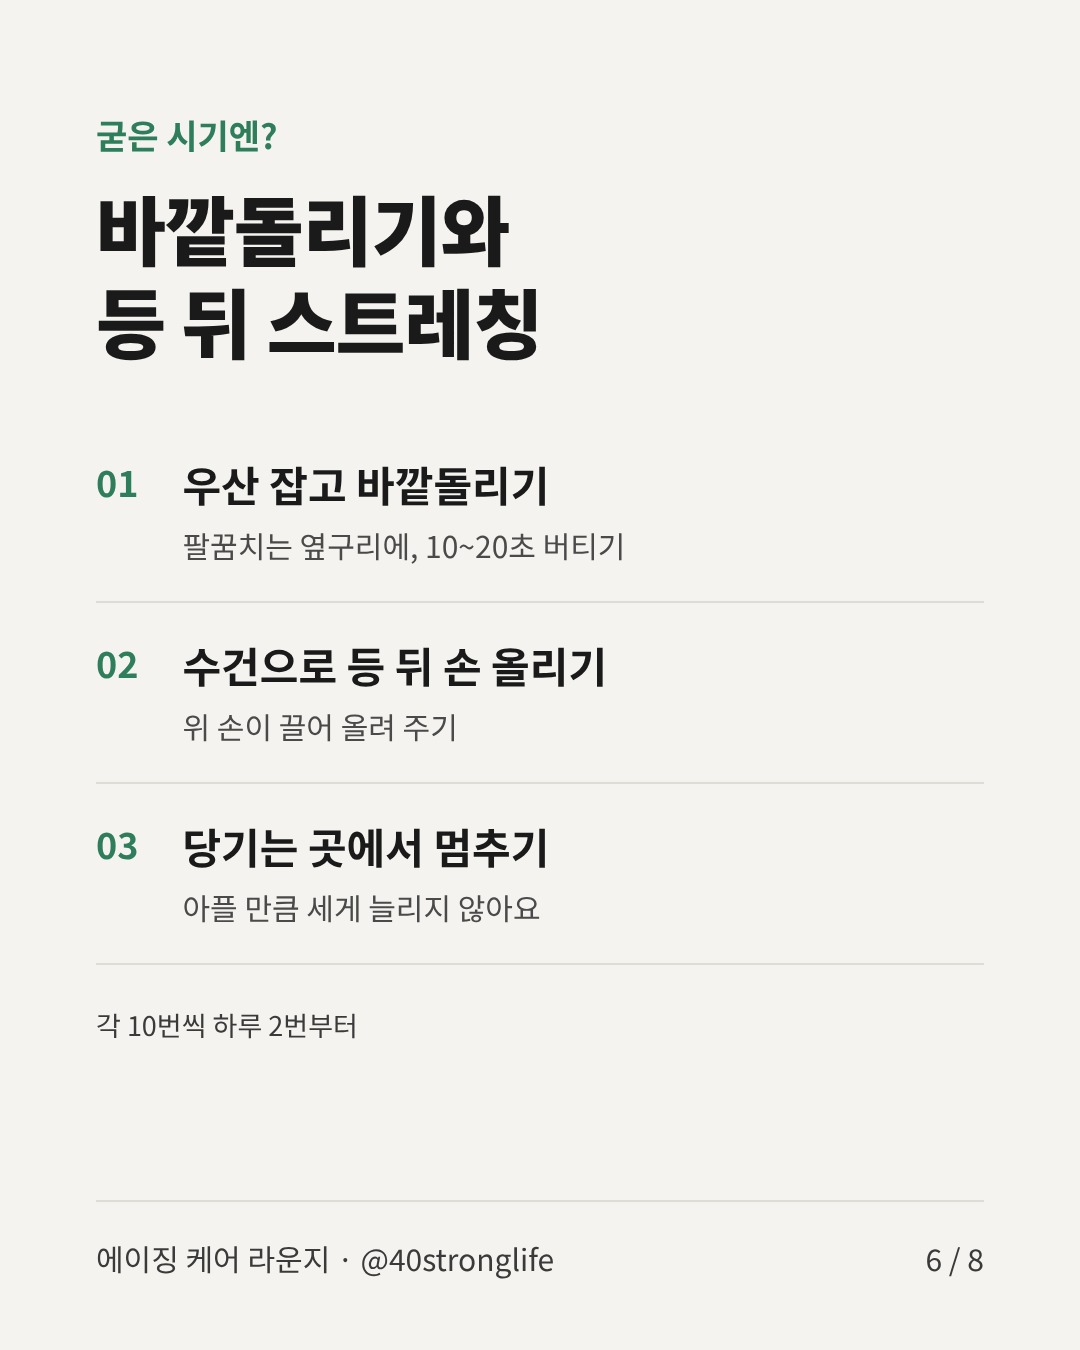 굳은 시기엔?
바깥돌리기와
등 뒤 스트레칭
01 우산 잡고 바깥돌리기
팔꿈치는 옆구리에, 10~20초 버티기
02 수건으로 등 뒤 손 올리기
위 손이 끌어 올려 주기
03 당기는 곳에서 멈추기
아플 만큼 세게 늘리지 않아요
각 10번씩 하루 2번부터
에이징 케어 라운지 · @40stronglife 6 / 8